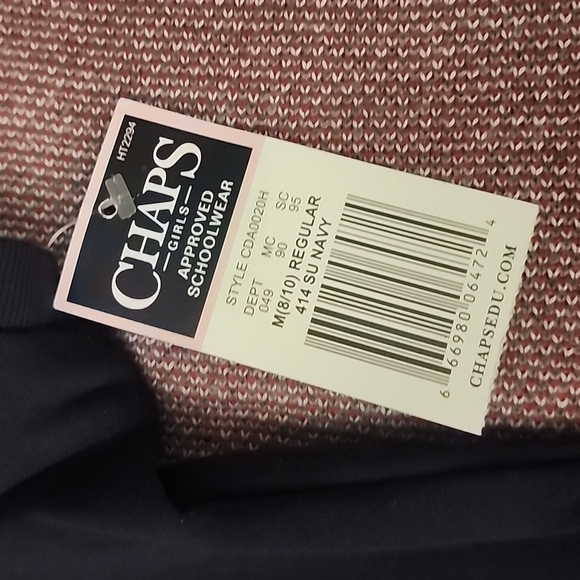 HT2294
CHAPS
GIRLS
APPROVED
SCHOOLWEAR
STYLE CDA0020H
DEPT MC SC
049 90 95
M(8/10) REGULAR
414 SU NAVY
6 66980 06472 4
CHAPSEDU.COM